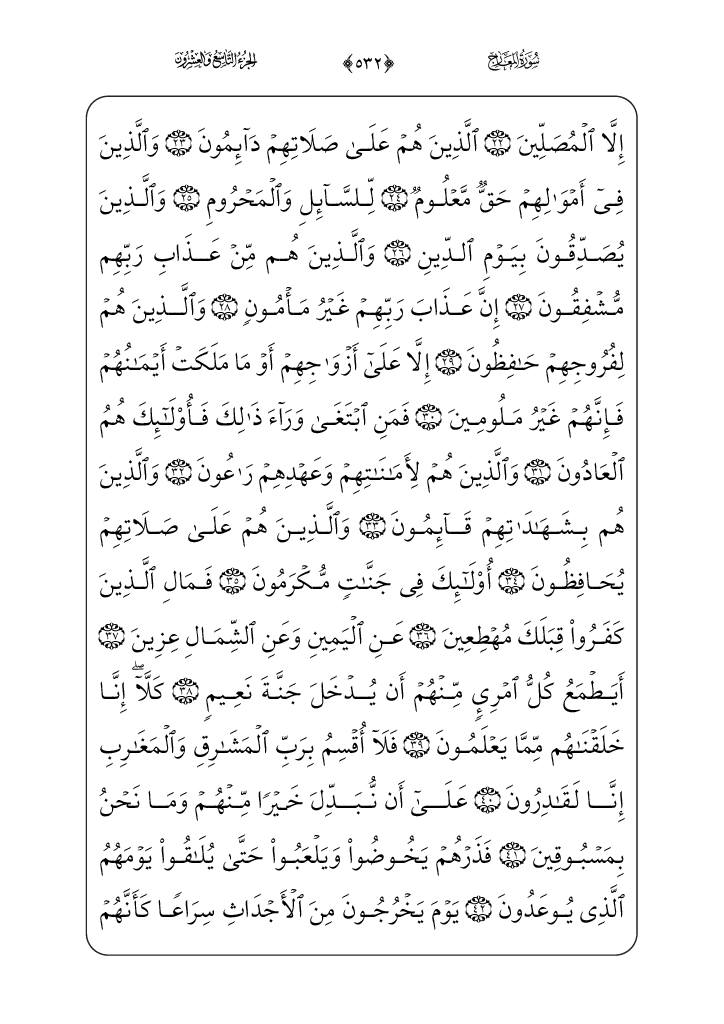 سُورَةُ المَعَارِج ﴿٥٣٢﴾ الجُزْءُ التَّاسِعُ وَالعِشْرُونَ
إِلَّا ٱلۡمُصَلِّينَ ٢٢ ٱلَّذِينَ هُمۡ عَلَىٰ صَلَاتِهِمۡ دَآئِمُونَ ٢٣ وَٱلَّذِينَ
فِىٓ أَمۡوَٰلِهِمۡ حَقٌّ مَّعۡلُومٌ ٢٤ لِّلسَّآئِلِ وَٱلۡمَحۡرُومِ ٢٥ وَٱلَّذِينَ
يُصَدِّقُونَ بِيَوۡمِ ٱلدِّينِ ٢٦ وَٱلَّذِينَ هُم مِّنۡ عَذَابِ رَبِّهِم
مُّشۡفِقُونَ ٢٧ إِنَّ عَذَابَ رَبِّهِمۡ غَيۡرُ مَأۡمُونٍ ٢٨ وَٱلَّذِينَ هُمۡ
لِفُرُوجِهِمۡ حَٰفِظُونَ ٢٩ إِلَّا عَلَىٰٓ أَزۡوَٰجِهِمۡ أَوۡ مَا مَلَكَتۡ أَيۡمَٰنُهُمۡ
فَإِنَّهُمۡ غَيۡرُ مَلُومِينَ ٣٠ فَمَنِ ٱبۡتَغَىٰ وَرَآءَ ذَٰلِكَ فَأُوْلَٰٓئِكَ هُمُ
ٱلۡعَادُونَ ٣١ وَٱلَّذِينَ هُمۡ لِأَمَٰنَٰتِهِمۡ وَعَهۡدِهِمۡ رَٰعُونَ ٣٢ وَٱلَّذِينَ
هُم بِشَهَٰدَٰتِهِمۡ قَآئِمُونَ ٣٣ وَٱلَّذِينَ هُمۡ عَلَىٰ صَلَاتِهِمۡ
يُحَافِظُونَ ٣٤ أُوْلَٰٓئِكَ فِى جَنَّٰتٍ مُّكۡرَمُونَ ٣٥ فَمَالِ ٱلَّذِينَ
كَفَرُواْ قِبَلَكَ مُهۡطِعِينَ ٣٦ عَنِ ٱلۡيَمِينِ وَعَنِ ٱلشِّمَالِ عِزِينَ ٣٧
أَيَطۡمَعُ كُلُّ ٱمۡرِىٍٕ مِّنۡهُمۡ أَن يُدۡخَلَ جَنَّةَ نَعِيمٍ ٣٨ كَلَّآۖ إِنَّا
خَلَقۡنَٰهُم مِّمَّا يَعۡلَمُونَ ٣٩ فَلَآ أُقۡسِمُ بِرَبِّ ٱلۡمَشَٰرِقِ وَٱلۡمَغَٰرِبِ
إِنَّا لَقَٰدِرُونَ ٤٠ عَلَىٰٓ أَن نُّبَدِّلَ خَيۡرًا مِّنۡهُمۡ وَمَا نَحۡنُ
بِمَسۡبُوقِينَ ٤١ فَذَرۡهُمۡ يَخُوضُواْ وَيَلۡعَبُواْ حَتَّىٰ يُلَٰقُواْ يَوۡمَهُمُ
ٱلَّذِى يُوعَدُونَ ٤٢ يَوۡمَ يَخۡرُجُونَ مِنَ ٱلۡأَجۡدَاثِ سِرَاعًا كَأَنَّهُمۡ